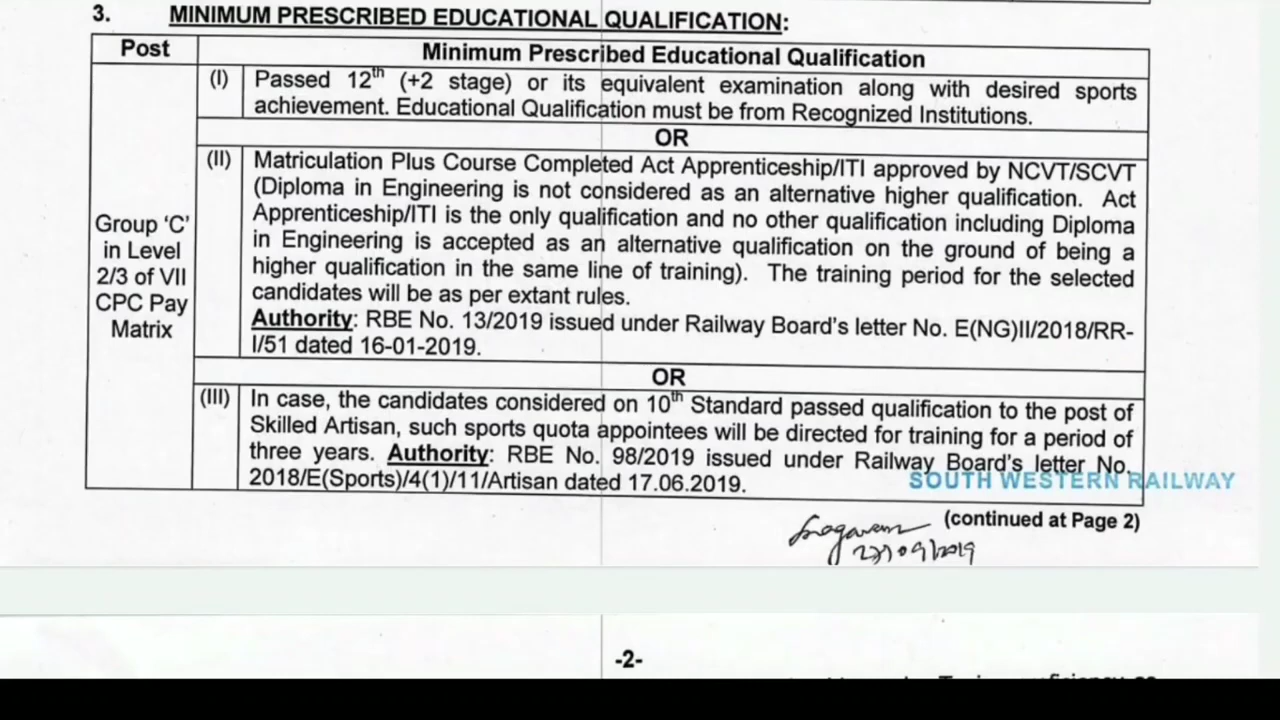 3. MINIMUM PRESCRIBED EDUCATIONAL QUALIFICATION:
Post
Minimum Prescribed Educational Qualification
Group ‘C’
in Level
2/3 of VII
CPC Pay
Matrix
(I) Passed 12th (+2 stage) or its equivalent examination along with desired sports
achievement. Educational Qualification must be from Recognized Institutions.
OR
(II) Matriculation Plus Course Completed Act Apprenticeship/ITI approved by NCVT/SCVT
(Diploma in Engineering is not considered as an alternative higher qualification. Act
Apprenticeship/ITI is the only qualification and no other qualification including Diploma
in Engineering is accepted as an alternative qualification on the ground of being a
higher qualification in the same line of training). The training period for the selected
candidates will be as per extant rules.
Authority: RBE No. 13/2019 issued under Railway Board’s letter No. E(NG)II/2018/RR-
I/51 dated 16-01-2019.
OR
(III) In case, the candidates considered on 10th Standard passed qualification to the post of
Skilled Artisan, such sports quota appointees will be directed for training for a period of
three years. Authority: RBE No. 98/2019 issued under Railway Board’s letter No.
2018/E(Sports)/4(1)/11/Artisan dated 17.06.2019.
SOUTH WESTERN RAILWAY
(continued at Page 2)
-2-